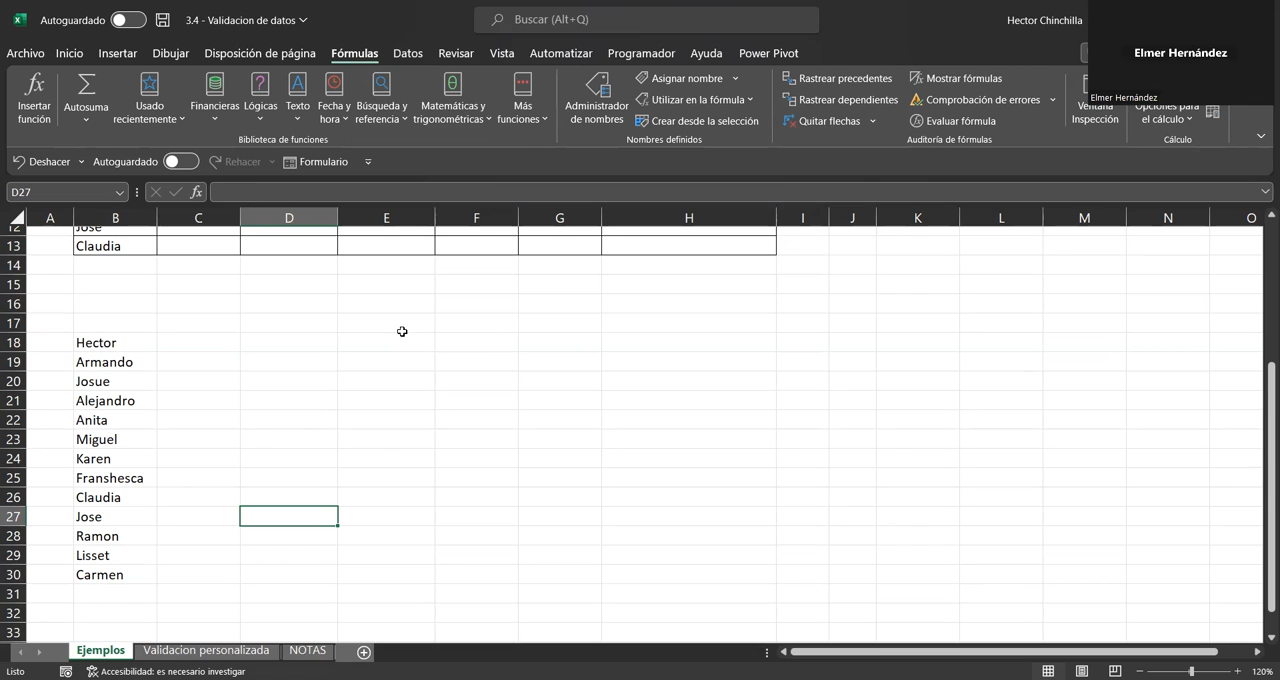 Autoguardado
3.4 - Validacion de datos
Buscar (Alt+Q)
Hector Chinchilla
Elmer Hernández
Elmer Hernández
Archivo Inicio Insertar Dibujar Disposición de página Fórmulas Datos Revisar Vista Automatizar Programador Ayuda Power Pivot
Insertar función
Autosuma
Usado recientemente
Financieras
Lógicas
Texto
Fecha y hora
Búsqueda y referencia
Matemáticas y trigonométricas
Más funciones
Biblioteca de funciones
Administrador de nombres
Asignar nombre
Utilizar en la fórmula
Crear desde la selección
Nombres definidos
Rastrear precedentes
Rastrear dependientes
Quitar flechas
Mostrar fórmulas
Comprobación de errores
Evaluar fórmula
Auditoría de fórmulas
Ventana Inspección
Opciones para el cálculo
Cálculo
Deshacer Autoguardado Rehacer Formulario
D27
fx
A B C D E F G H I J K L M N O
12 Jose
13 Claudia
14
15
16
17
18 Hector
19 Armando
20 Josue
21 Alejandro
22 Anita
23 Miguel
24 Karen
25 Franshesca
26 Claudia
27 Jose
28 Ramon
29 Lisset
30 Carmen
31
32
33
Ejemplos Validacion personalizada NOTAS
Listo Accesibilidad: es necesario investigar 120%